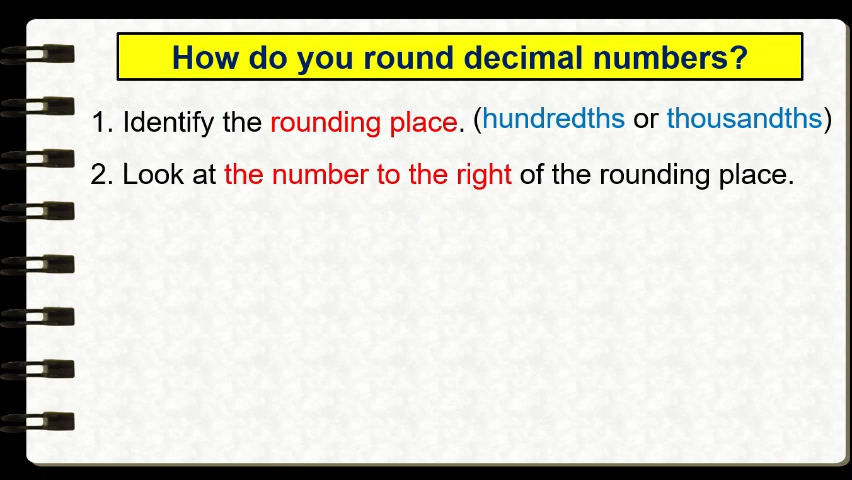 How do you round decimal numbers?
1. Identify the rounding place. (hundredths or thousandths)
2. Look at the number to the right of the rounding place.